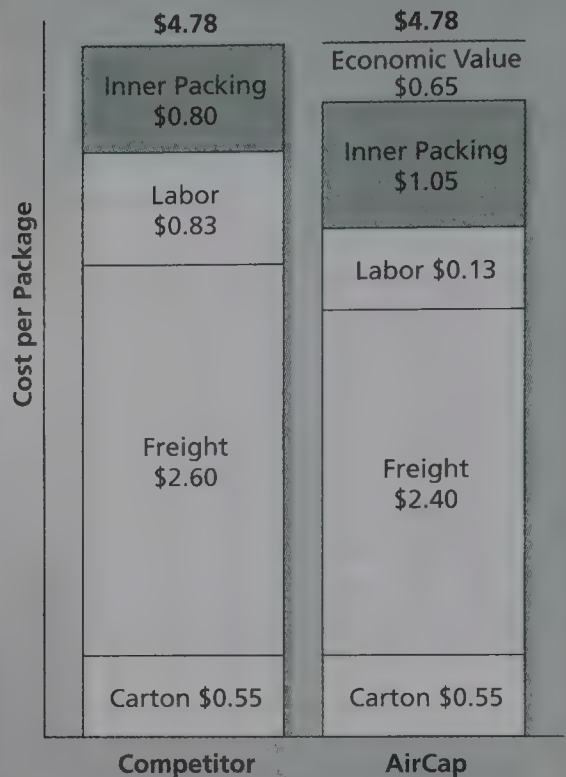 $4.78
Inner Packing
$0.80
Labor
$0.83
Freight
$2.60
Carton $0.55
Competitor
$4.78
Economic Value
$0.65
Inner Packing
$1.05
Labor $0.13
Freight
$2.40
Carton $0.55
AirCap
Cost per Package